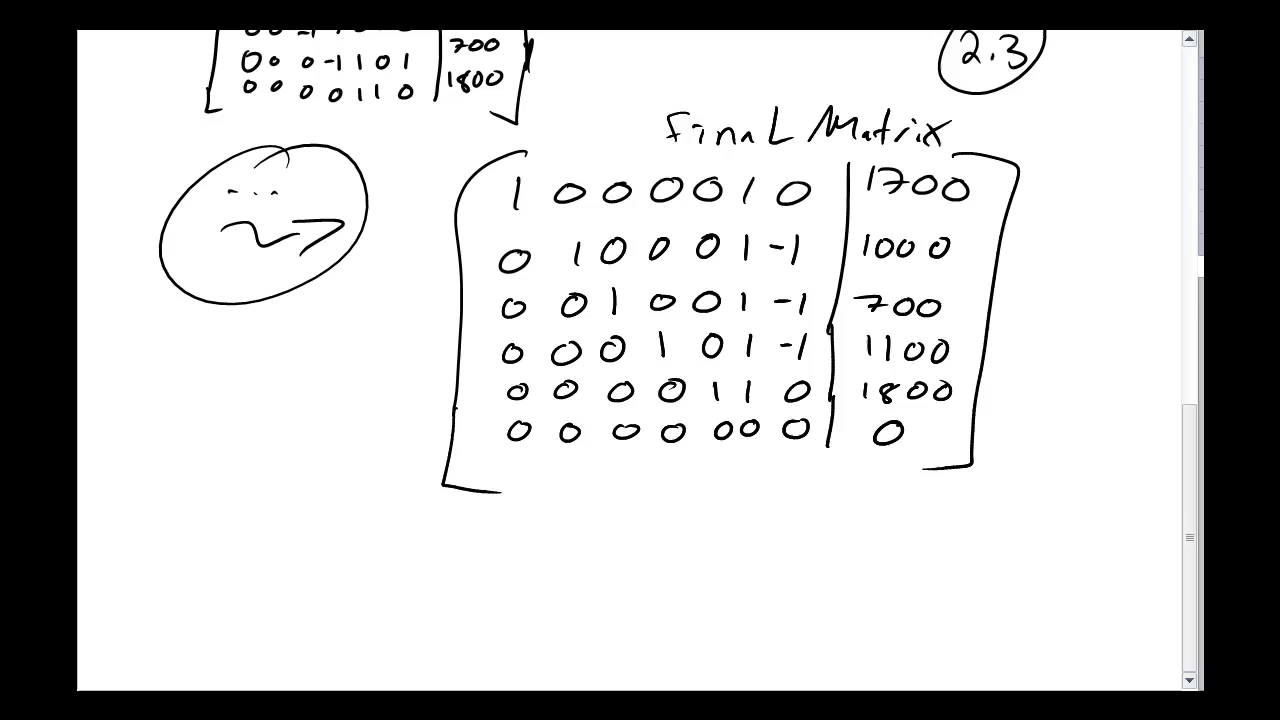 700
0 0 0 -1 1 0 1
1800
0 0 0 0 1 1 0
2.3
Final Matrix
1 0 0 0 0 1 0 | 1700
0 1 0 0 0 1 -1 | 1000
0 0 1 0 0 1 -1 | 700
0 0 0 1 0 1 -1 | 1100
0 0 0 0 1 1 0 | 1800
0 0 0 0 0 0 0 | 0